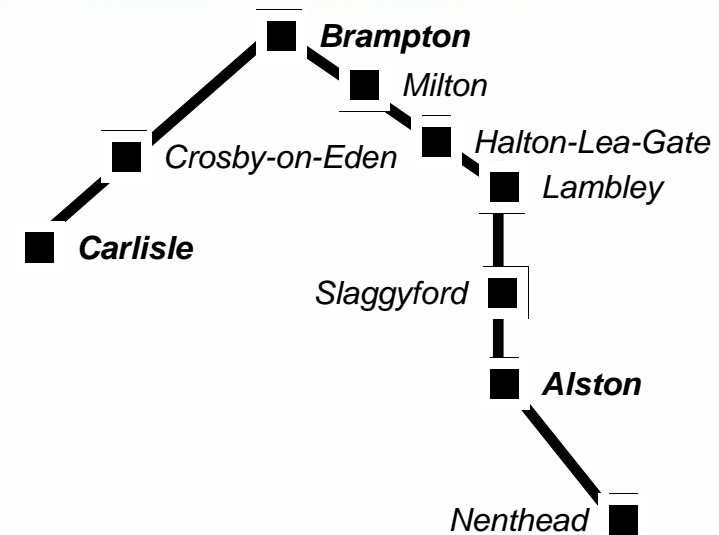 Brampton
Milton
Halton-Lea-Gate
Crosby-on-Eden
Lambley
Carlisle
Slaggyford
Alston
Nenthead